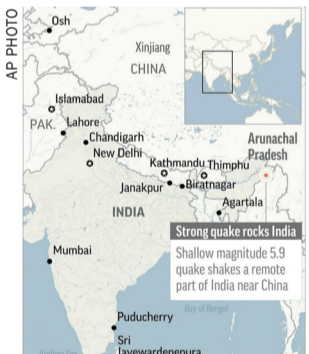 AP PHOTO
Osh
Xinjiang
CHINA
Islamabad
PAK.
Lahore
Chandigarh
New Delhi
Arunachal
Pradesh
Kathmandu
Thimphu
Janakpur
Biratnagar
Agartala
INDIA
Strong quake rocks India
Shallow magnitude 5.9
quake shakes a remote
part of India near China
Mumbai
Bay of Bengal
Puducherry
Sri
Jayewardenepura